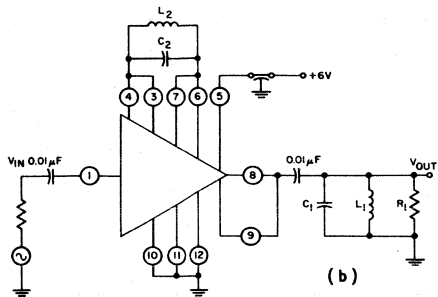 L2
C2
+6V
4 3 7 6 5
VIN 0.01μF
1
8
0.01μF
VOUT
C1 L1 R1
9
10 11 12
(b)